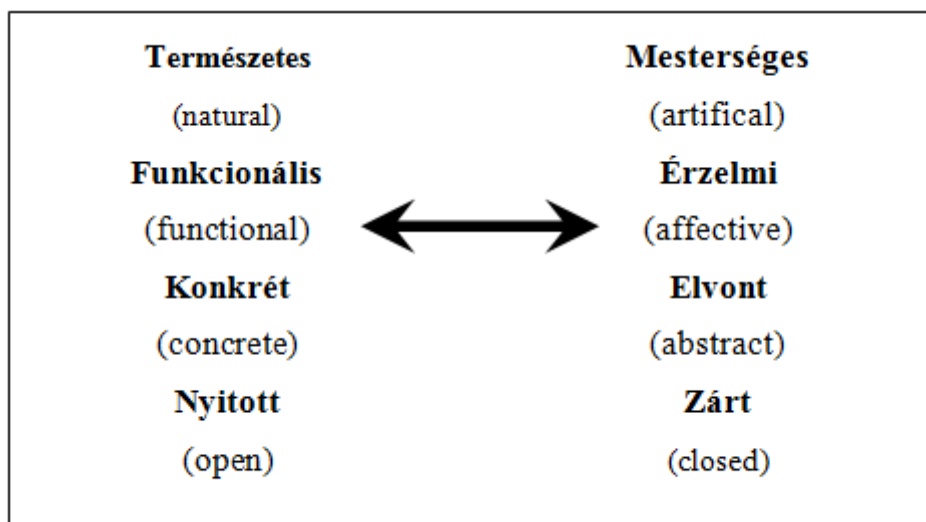 Természetes Mesterséges
(natural) (artifical)
Funkcionális Érzelmi
(functional) (affective)
Konkrét Elvont
(concrete) (abstract)
Nyitott Zárt
(open) (closed)